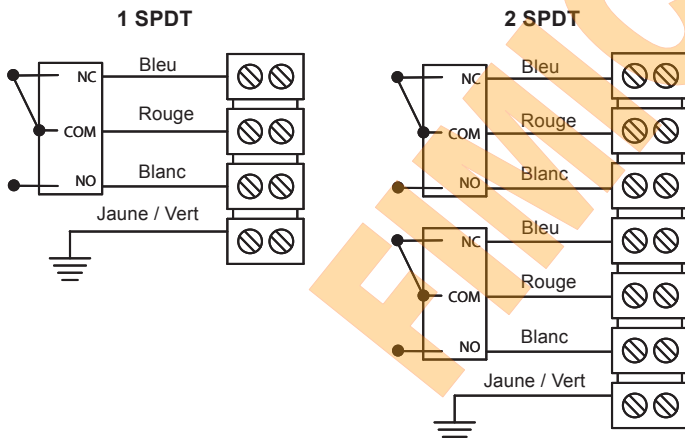 1 SPDT
NC
Bleu
COM
Rouge
NO
Blanc
Jaune / Vert
2 SPDT
NC
Bleu
COM
Rouge
NO
Blanc
NC
Bleu
COM
Rouge
NO
Blanc
Jaune / Vert